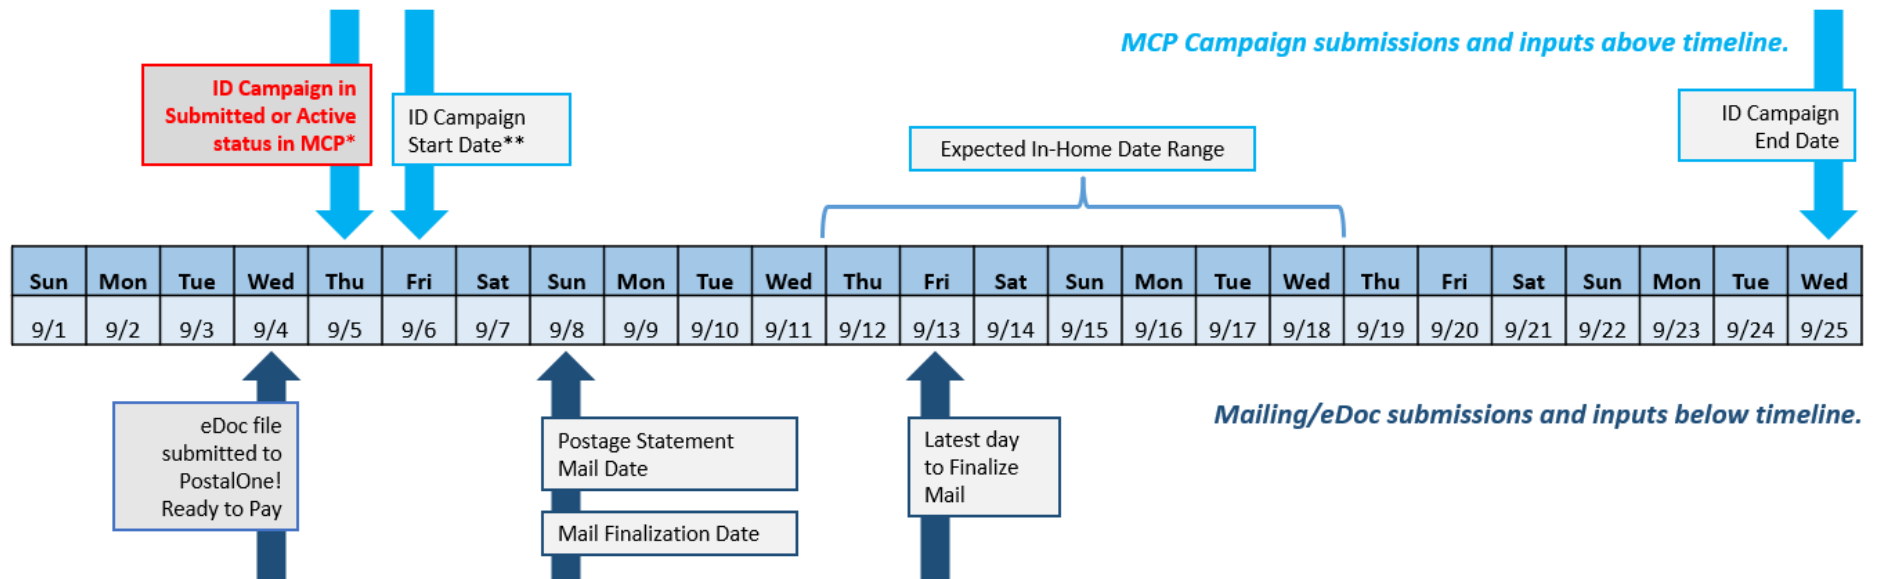 MCP Campaign submissions and inputs above timeline.
ID Campaign in
Submitted or Active
status in MCP*
ID Campaign
Start Date**
Expected In-Home Date Range
ID Campaign
End Date
Sun Mon Tue Wed Thu Fri Sat Sun Mon Tue Wed Thu Fri Sat Sun Mon Tue Wed Thu Fri Sat Sun Mon Tue Wed
9/1 9/2 9/3 9/4 9/5 9/6 9/7 9/8 9/9 9/10 9/11 9/12 9/13 9/14 9/15 9/16 9/17 9/18 9/19 9/20 9/21 9/22 9/23 9/24 9/25
eDoc file
submitted to
PostalOne!
Ready to Pay
Postage Statement
Mail Date
Mail Finalization Date
Latest day
to Finalize
Mail
Mailing/eDoc submissions and inputs below timeline.